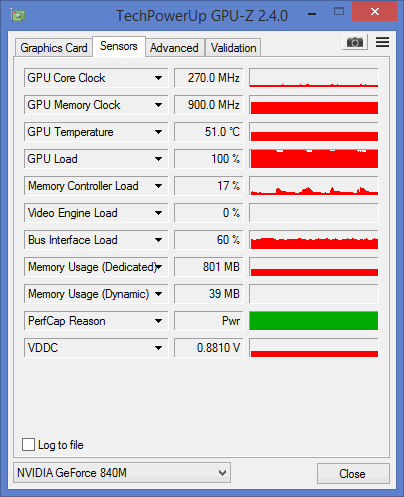 TechPowerUp GPU-Z 2.4.0
Graphics Card Sensors Advanced Validation
GPU Core Clock 270.0 MHz
GPU Memory Clock 900.0 MHz
GPU Temperature 51.0 °C
GPU Load 100 %
Memory Controller Load 17 %
Video Engine Load 0 %
Bus Interface Load 60 %
Memory Usage (Dedicated) 801 MB
Memory Usage (Dynamic) 39 MB
PerfCap Reason Pwr
VDDC 0.8810 V
Log to file
NVIDIA GeForce 840M Close